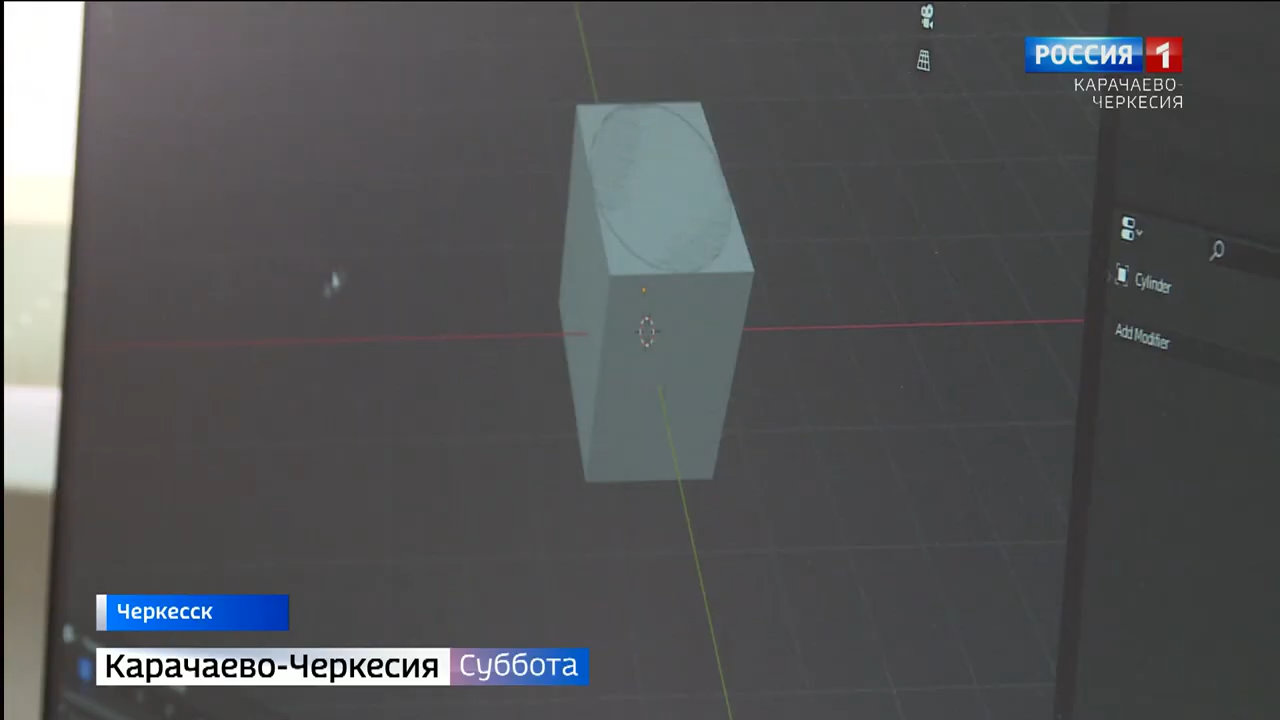 РОССИЯ 1
КАРАЧАЕВО-
ЧЕРКЕСИЯ
Cylinder
Add Modifier
Черкесск
Карачаево-Черкесия Суббота